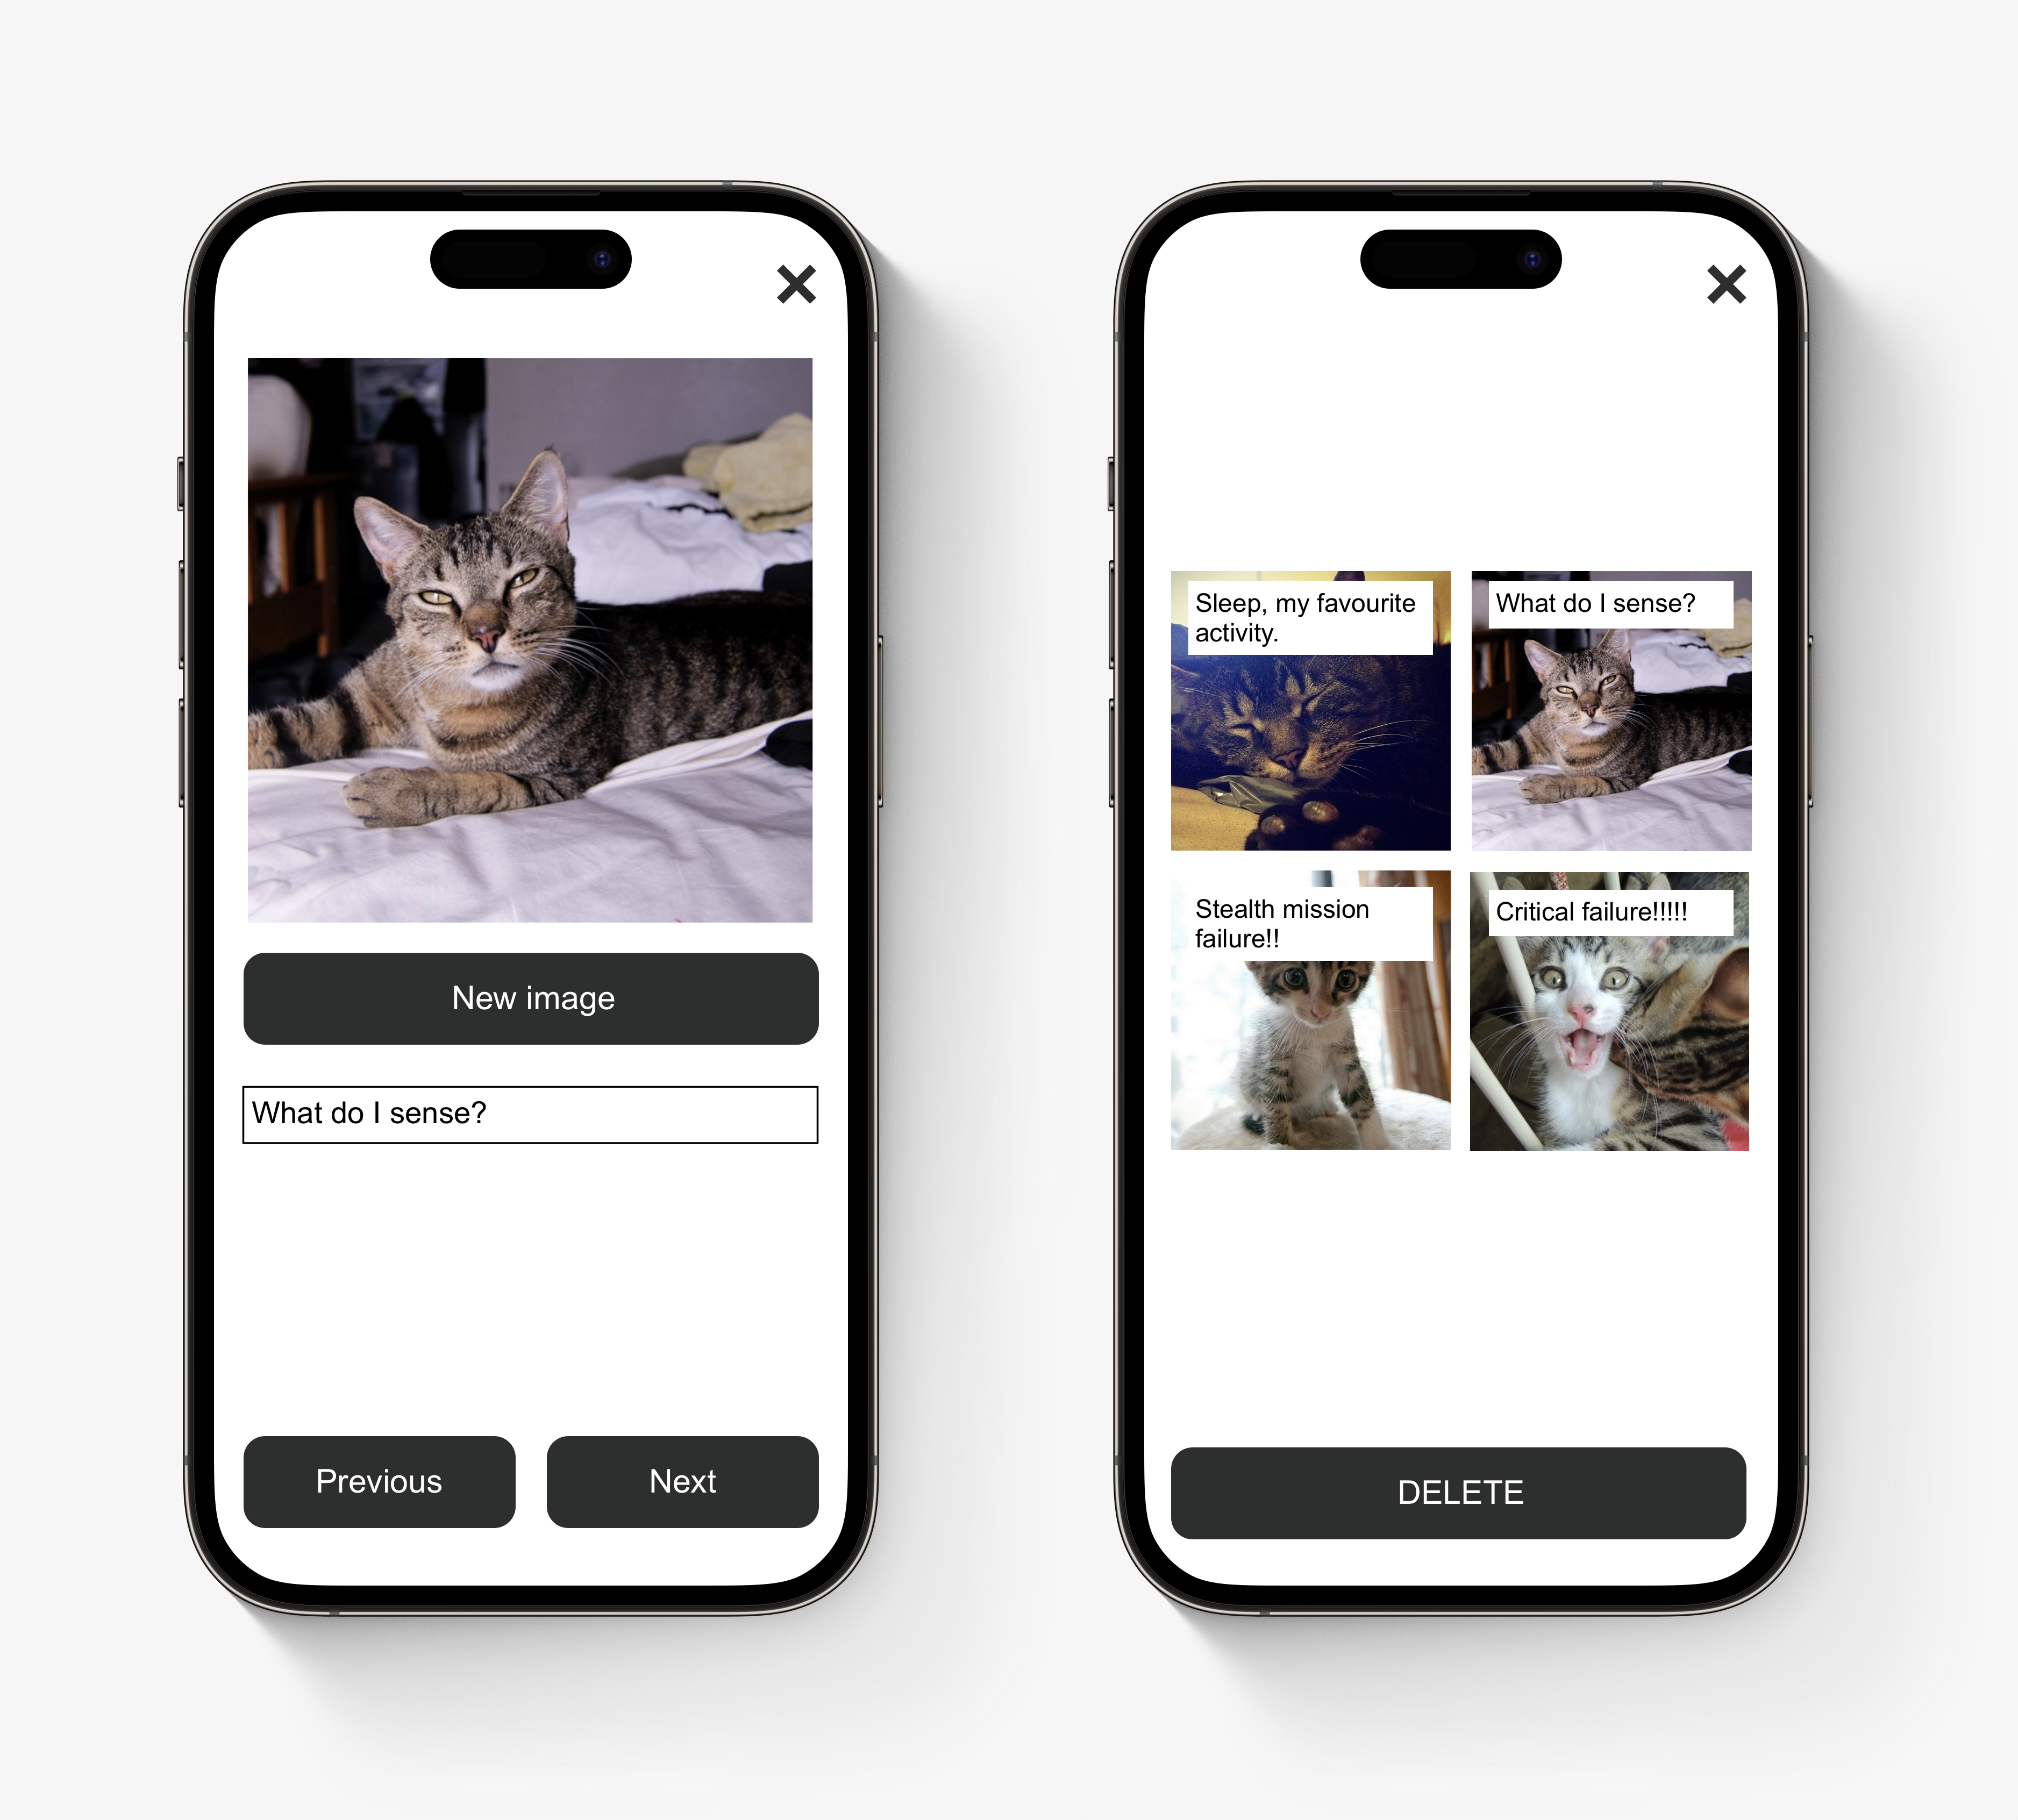 What do I sense?
New image
Previous
Next
Sleep, my favourite
activity.
What do I sense?
Stealth mission
failure!!
Critical failure!!!!!
DELETE